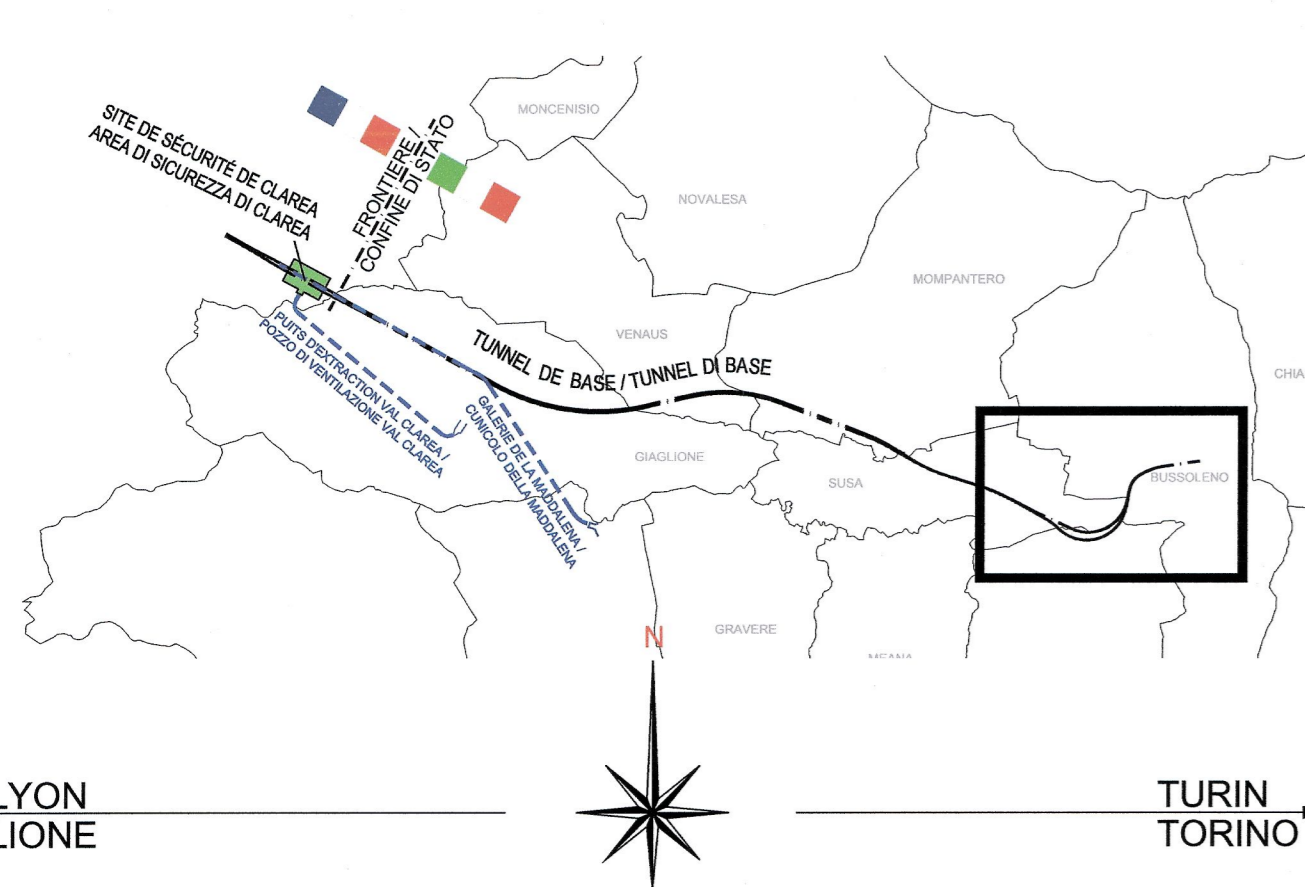 MONCENISIO
SITE DE SÉCURITÉ DE CLAREA
AREA DI SICUREZZA DI CLAREA
FRONTIERE /
CONFINE DI STATO
NOVALESA
MOMPANTERO
VENAUS
TUNNEL DE BASE / TUNNEL DI BASE
CHIA
PUITS D'EXTRACTION VAL CLAREA /
POZZO DI VENTILAZIONE VAL CLAREA
GALERIE DE LA MADDALENA /
CUNICOLO DELLA MADDALENA
GIAGLIONE
SUSA
BUSSOLENO
GRAVERE
MEANA
N
LYON
LIONE
TURIN
TORINO